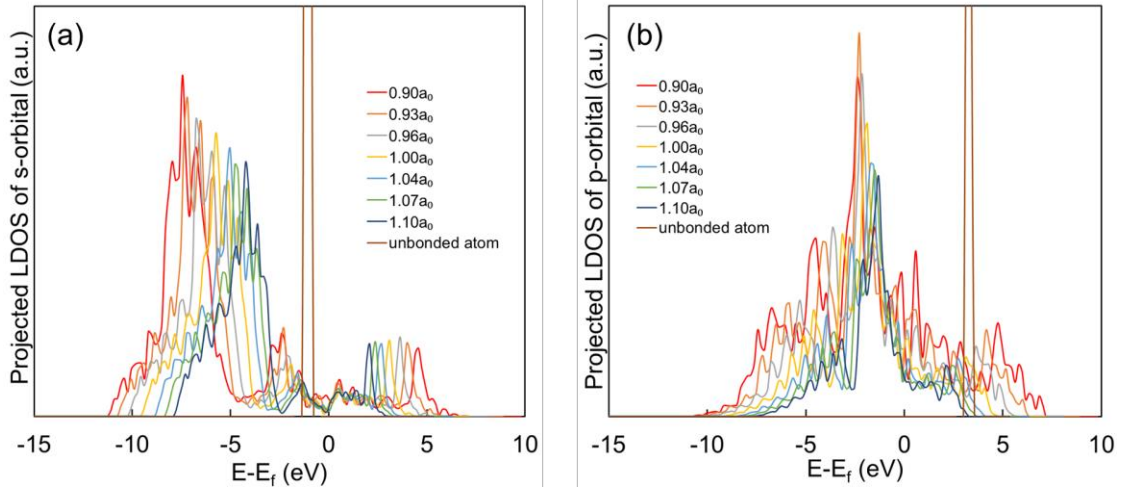 (a)
Projected LDOS of s-orbital (a.u.)
0.90a₀
0.93a₀
0.96a₀
1.00a₀
1.04a₀
1.07a₀
1.10a₀
unbonded atom
-15
-10
-5
0
5
10
E-E_f (eV)
(b)
Projected LDOS of p-orbital (a.u.)
0.90a₀
0.93a₀
0.96a₀
1.00a₀
1.04a₀
1.07a₀
1.10a₀
unbonded atom
-15
-10
-5
0
5
10
E-E_f (eV)